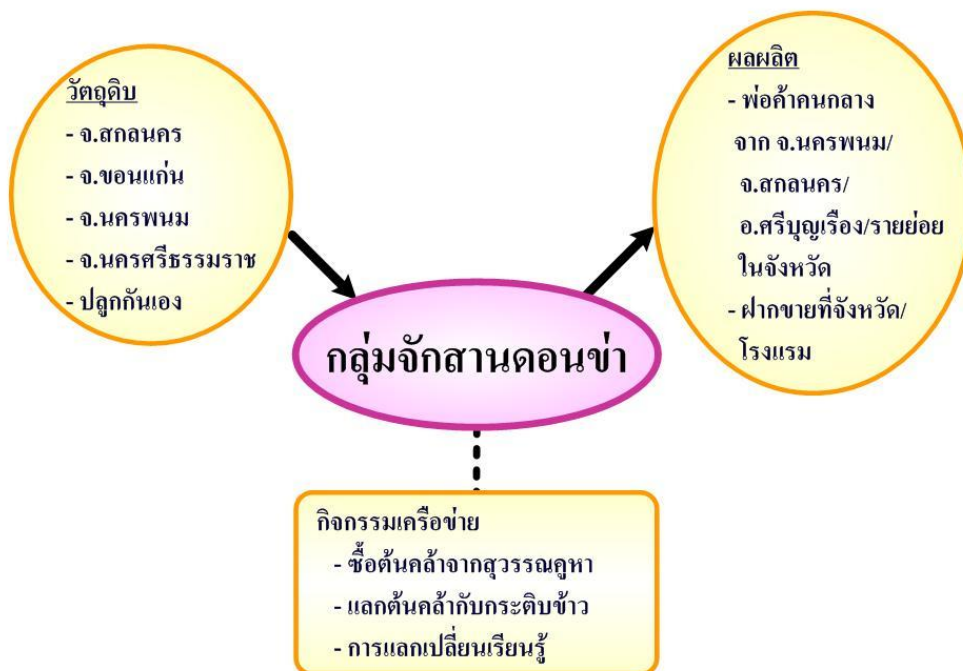 วัตถุดิบ
- จ.สกลนคร
- จ.ขอนแก่น
- จ.นครพนม
- จ.นครศรีธรรมราช
- ปลูกกันเอง
ผลผลิต
- พ่อค้าคนกลาง
จาก จ.นครพนม/
จ.สกลนคร/
อ.ศรีบุญเรือง/รายย่อย
ในจังหวัด
- ฝากขายที่จังหวัด/
โรงแรม
กลุ่มจักสานดอนข่า
กิจกรรมเครือข่าย
- ซื้อต้นคล้าจากสุวรรณคูหา
- แลกต้นคล้ากับกระติบข้าว
- การแลกเปลี่ยนเรียนรู้